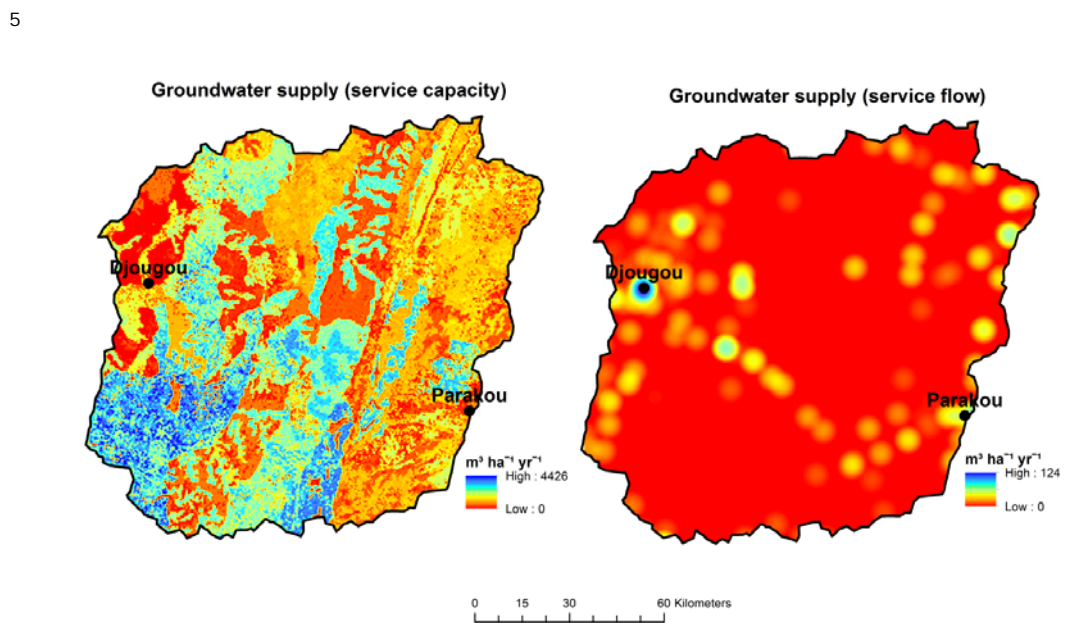 5
Groundwater supply (service capacity)
Groundwater supply (service flow)
Djougou
Djougou
Parakou
Parakou
m³ ha⁻¹ yr⁻¹
High : 4426
Low : 0
m³ ha⁻¹ yr⁻¹
High : 124
Low : 0
0 15 30 60 Kilometers